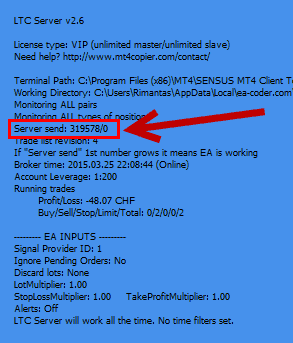 LTC Server v2.6
License type: VIP (unlimited master/unlimited slave)
Need help? http://www.mt4copier.com/contact/
Terminal Path: C:\Program Files (x86)\MT4\SENSUS MT4 Client Te
Working Directory: C:\Users\Rimantas\AppData\Local\ea-coder.com\
Monitoring ALL pairs
Monitoring ALL types of position
Server send: 319578/0
Trade list revision: 4
If "Server send" 1st number grows it means EA is working
Broker time: 2015.03.25 22:08:44 (Online)
Account Leverage: 1:200
Running trades
Profit/Loss: -48.07 CHF
Buy/Sell/Stop/Limit/Total: 0/2/0/0/2
--------- EA INPUTS ---------
Signal Provider ID: 1
Ignore Pending Orders: No
Discard lots: None
LotMultiplier: 1.00
StopLossMultiplier: 1.00 TakeProfitMultiplier: 1.00
Alerts: Off
LTC Server will work all the time. No time filters set.